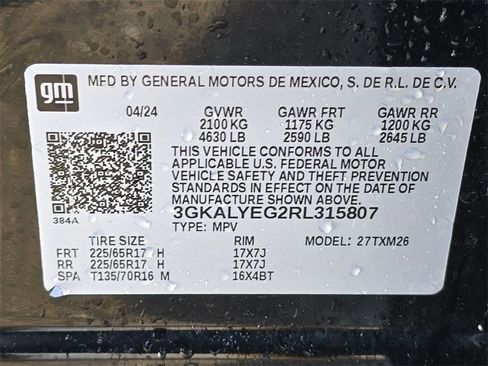 gm
MFD BY GENERAL MOTORS DE MEXICO, S. DE R.L. DE C.V.
04/24 GVWR GAWR FRT GAWR RR
2100 KG 1175 KG 1200 KG
4630 LB 2590 LB 2645 LB
THIS VEHICLE CONFORMS TO ALL
APPLICABLE U.S. FEDERAL MOTOR
VEHICLE SAFETY AND THEFT PREVENTION
STANDARDS IN EFFECT ON THE DATE OF
MANUFACTURE SHOWN ABOVE.
384A
3GKALYEG2RL315807
TYPE: MPV MODEL: 27TXM26
TIRE SIZE RIM
FRT 225/65R17 H 17X7J
RR 225/65R17 H 17X7J
SPA T135/70R16 M 16X4BT